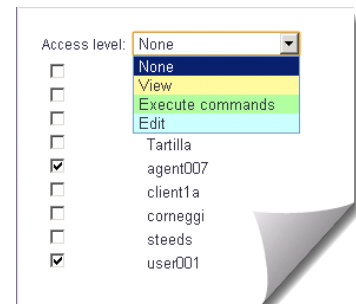 Access level: None
None
View
Execute commands
Edit
Tartilla
agent007
client1a
corneggi
steeds
user001